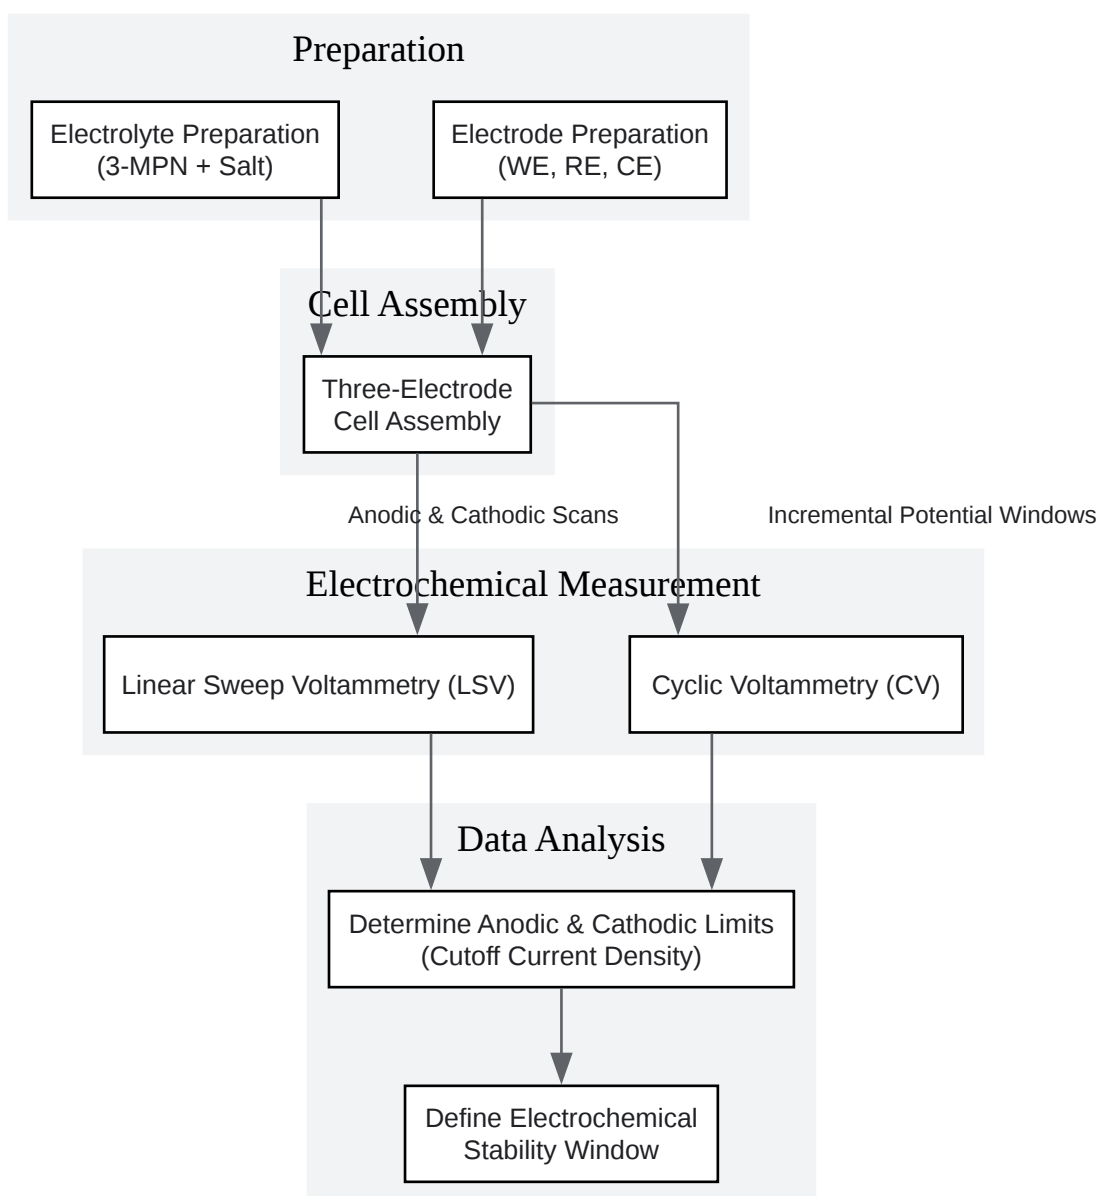 Preparation
Electrolyte Preparation
(3-MPN + Salt)
Electrode Preparation
(WE, RE, CE)
Cell Assembly
Three-Electrode
Cell Assembly
Anodic & Cathodic Scans
Incremental Potential Windows
Electrochemical Measurement
Linear Sweep Voltammetry (LSV)
Cyclic Voltammetry (CV)
Data Analysis
Determine Anodic & Cathodic Limits
(Cutoff Current Density)
Define Electrochemical
Stability Window